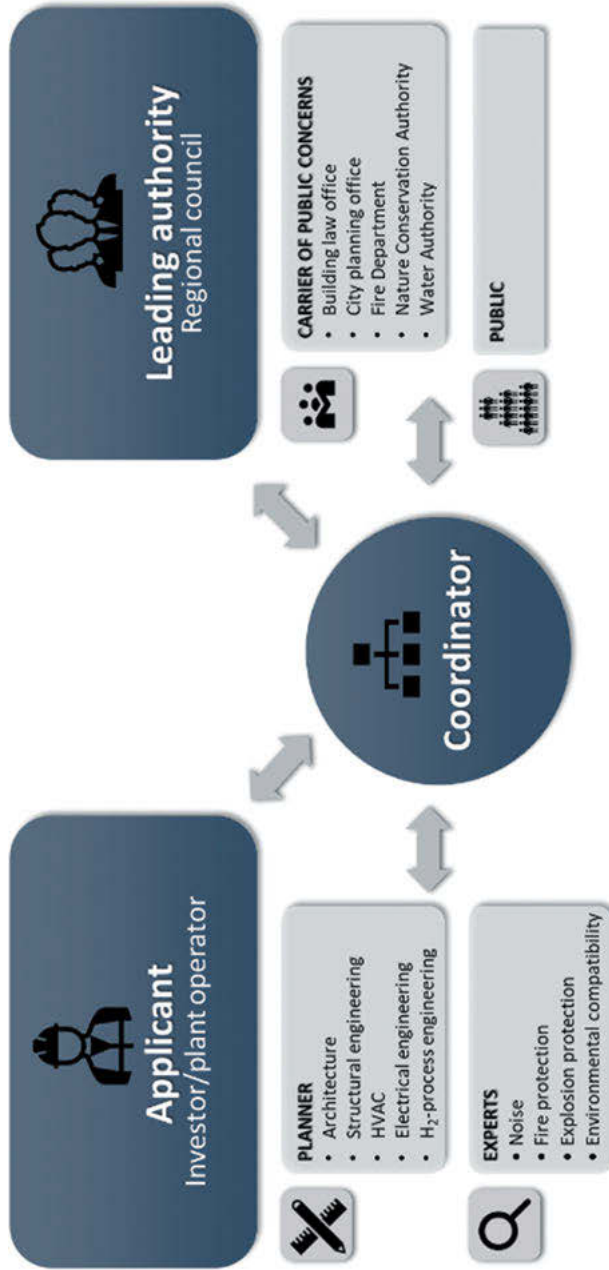 Applicant
Investor/plant operator
PLANNER
• Architecture
• Structural engineering
• HVAC
• Electrical engineering
• H₂-process engineering
EXPERTS
• Noise
• Fire protection
• Explosion protection
• Environmental compatibility
Coordinator
Leading authority
Regional council
CARRIER OF PUBLIC CONCERNS
• Building law office
• City planning office
• Fire Department
• Nature Conservation Authority
• Water Authority
PUBLIC